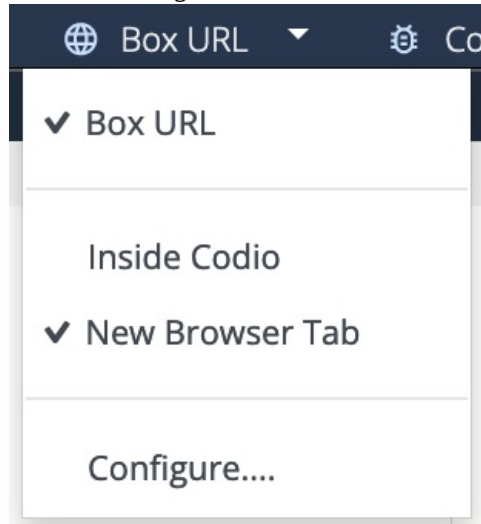 Box URL Co
Box URL
Inside Codio
New Browser Tab
Configure....